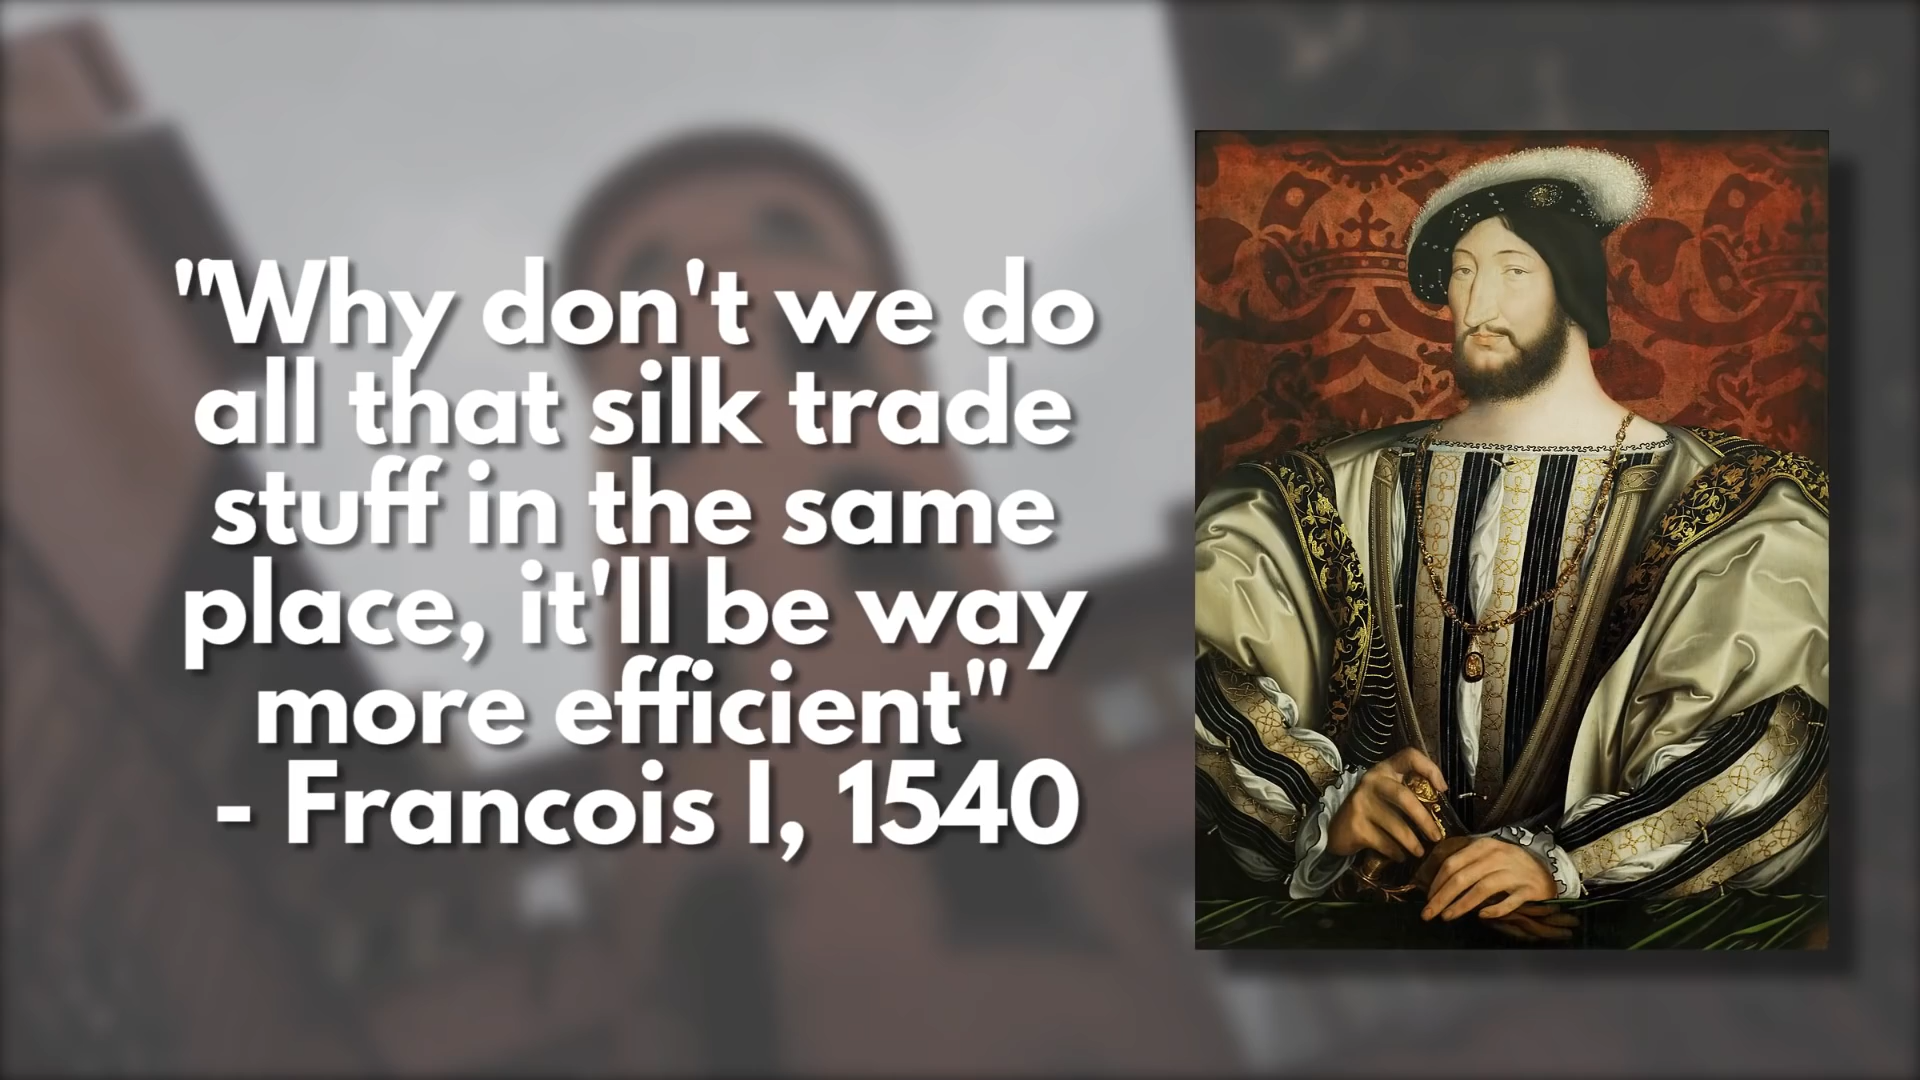 "Why don't we do
all that silk trade
stuff in the same
place, it'll be way
more efficient"
- Francois I, 1540